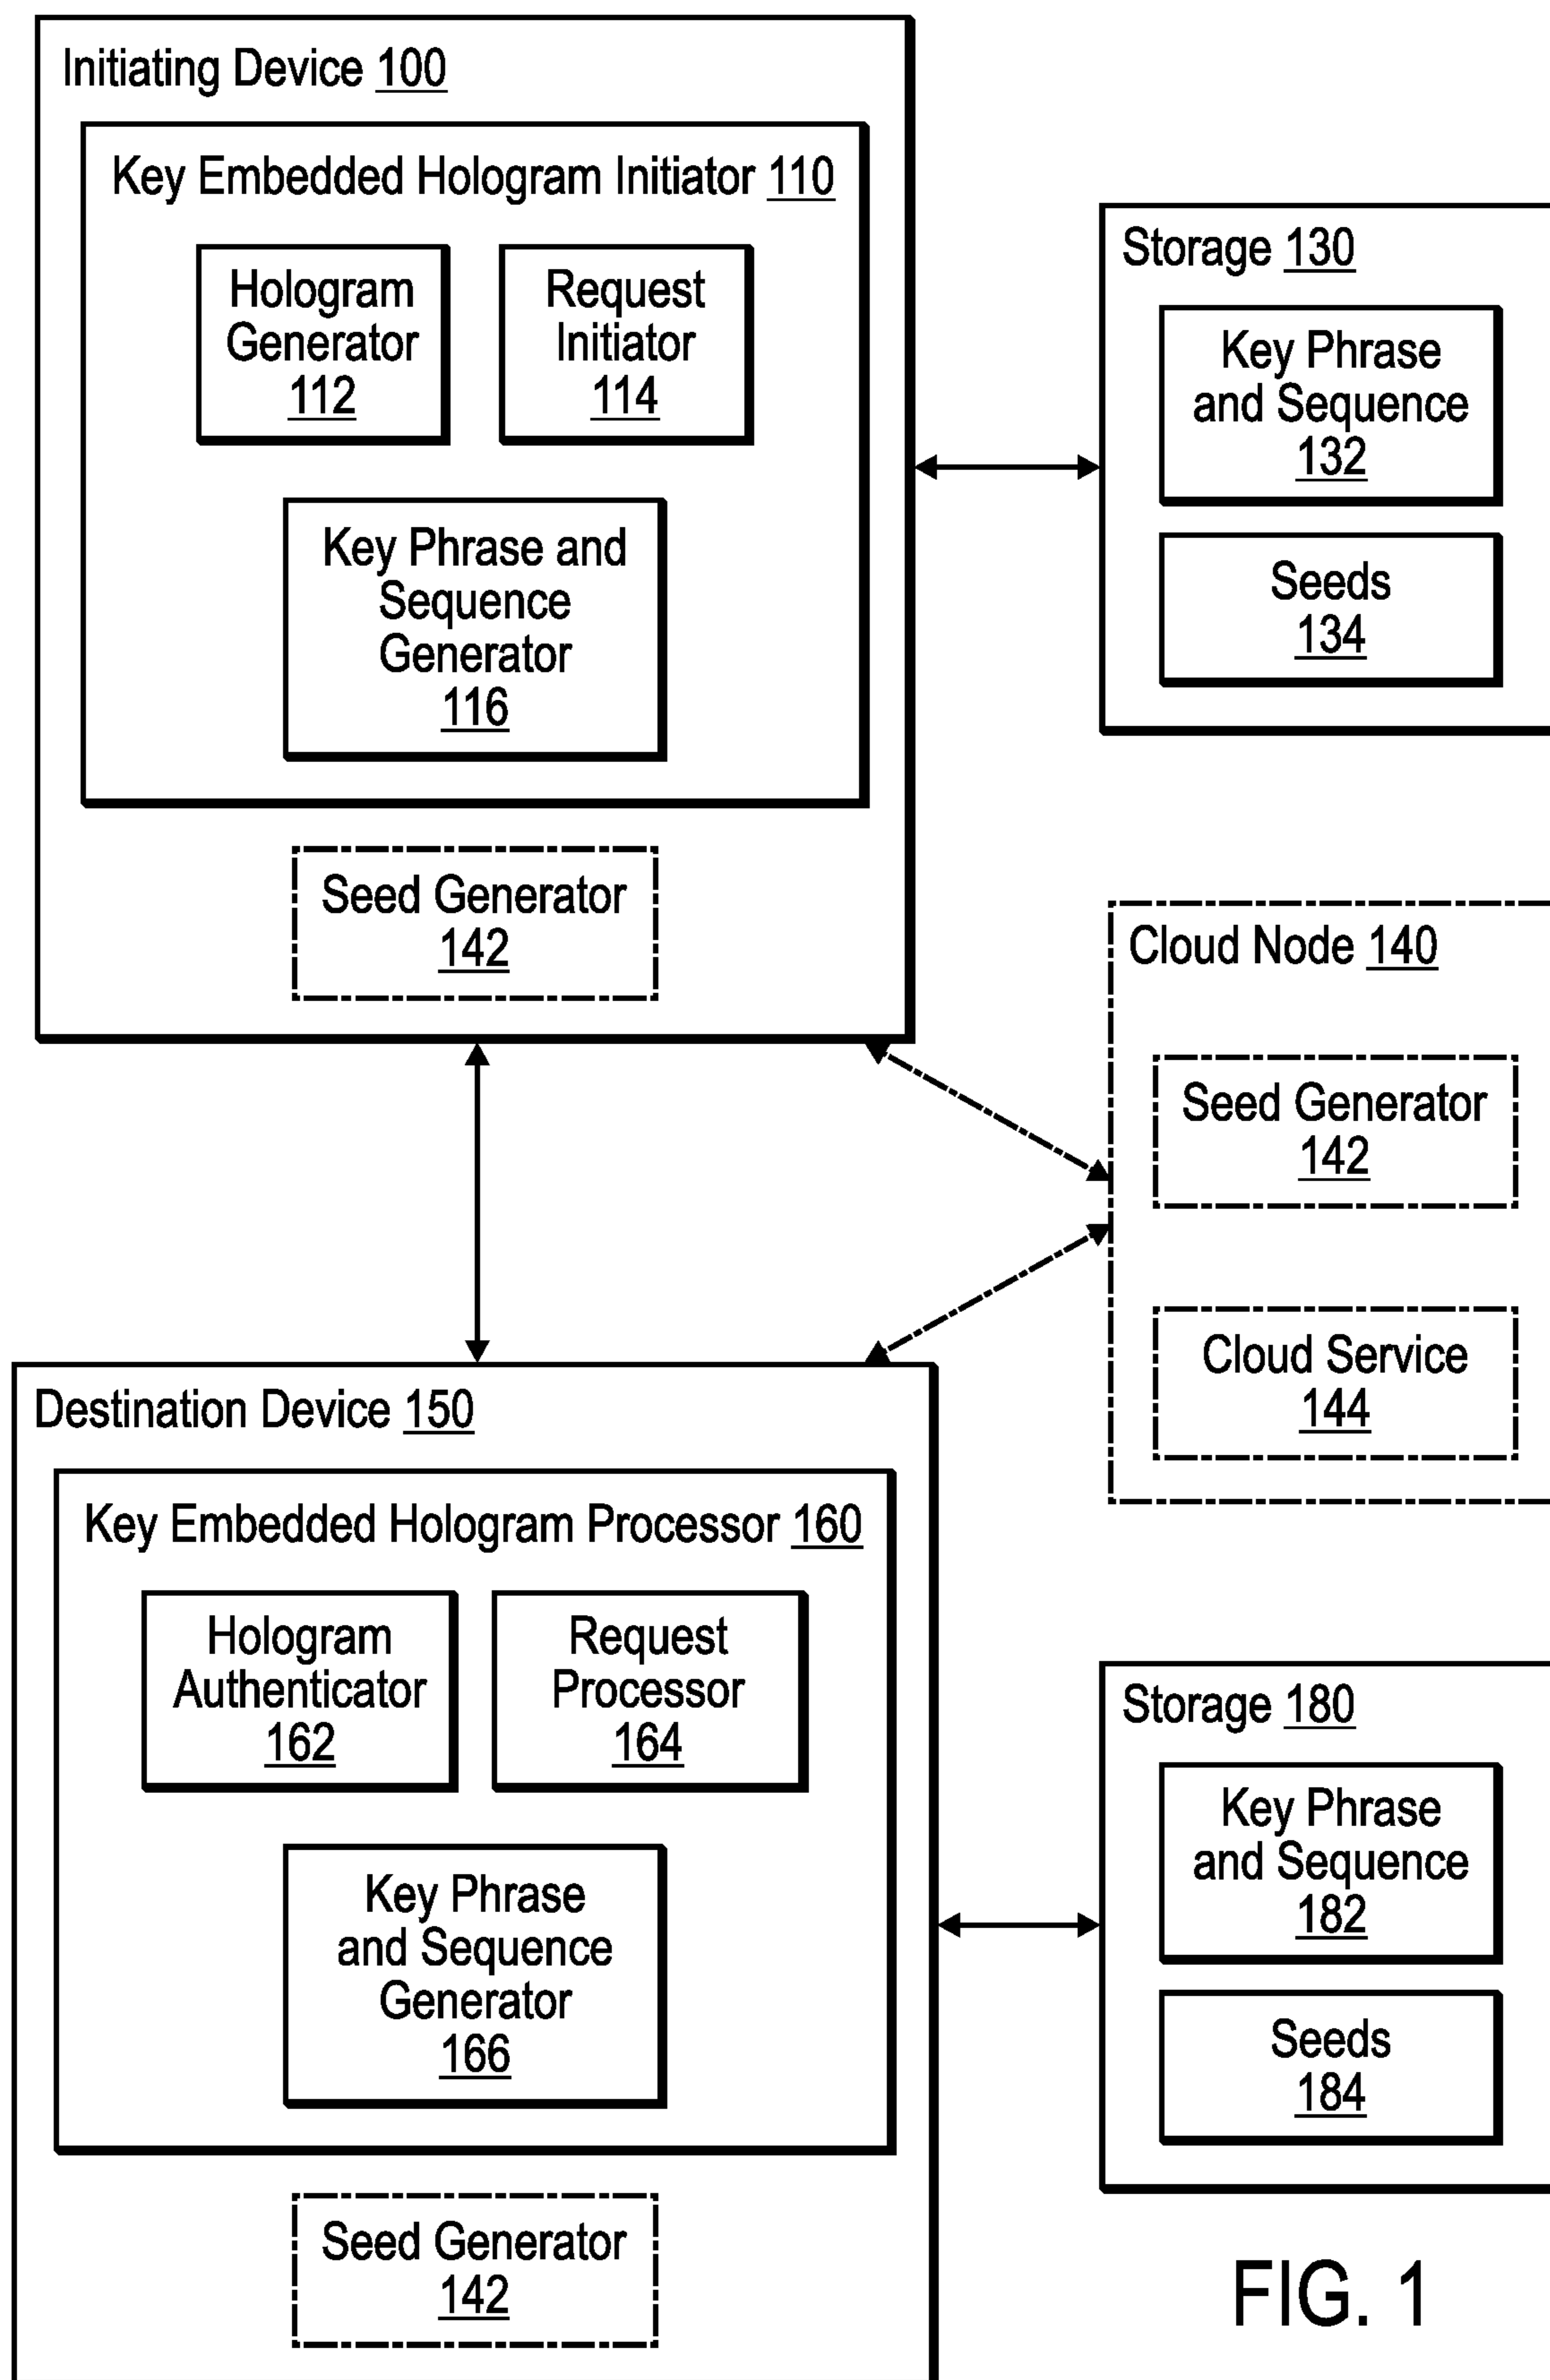 Initiating Device 100
Key Embedded Hologram Initiator 110
Hologram
Generator
112
Request
Initiator
114
Key Phrase and
Sequence
Generator
116
Seed Generator
142
Storage 130
Key Phrase
and Sequence
132
Seeds
134
Cloud Node 140
Seed Generator
142
Cloud Service
144
Destination Device 150
Key Embedded Hologram Processor 160
Hologram
Authenticator
162
Request
Processor
164
Key Phrase
and Sequence
Generator
166
Seed Generator
142
Storage 180
Key Phrase
and Sequence
182
Seeds
184
FIG. 1